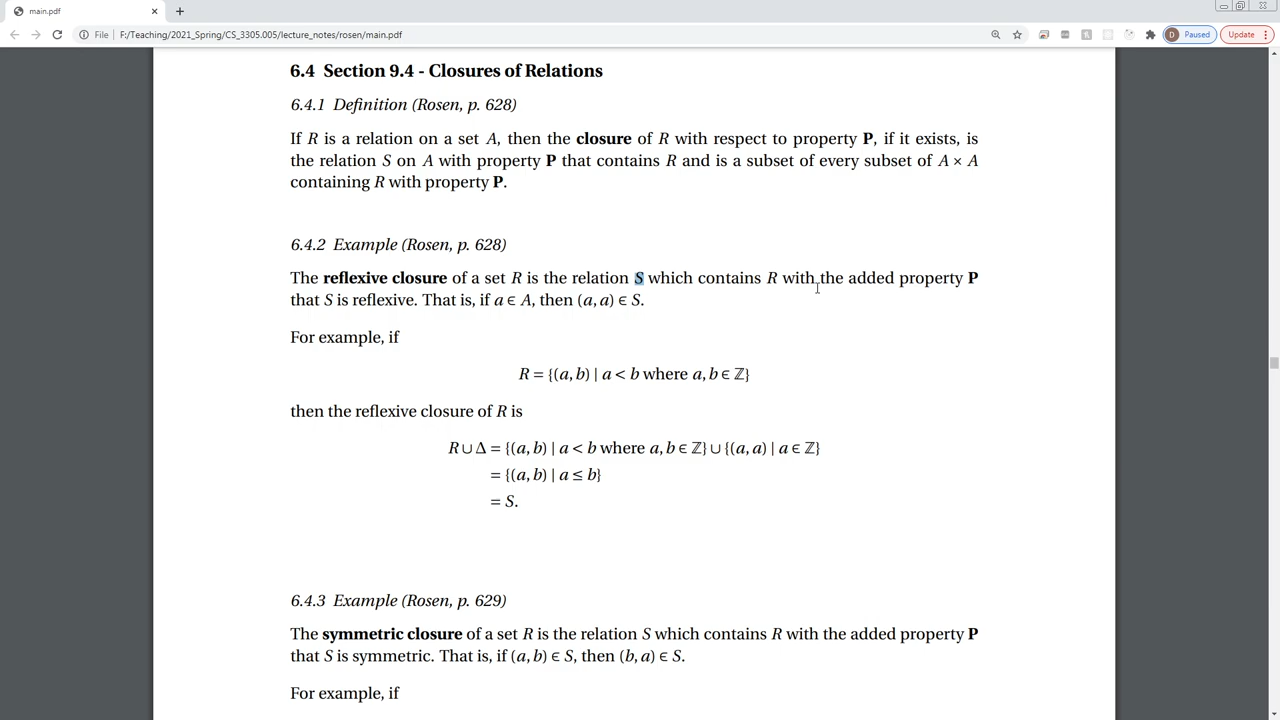 main.pdf
File | F:/Teaching/2021_Spring/CS_3305.005/lecture_notes/rosen/main.pdf
D Paused Update
6.4 Section 9.4 - Closures of Relations
6.4.1 Definition (Rosen, p. 628)
If R is a relation on a set A, then the closure of R with respect to property P, if it exists, is
the relation S on A with property P that contains R and is a subset of every subset of A × A
containing R with property P.
6.4.2 Example (Rosen, p. 628)
The reflexive closure of a set R is the relation S which contains R with the added property P
that S is reflexive. That is, if a ∈ A, then (a, a) ∈ S.
For example, if
R = {(a, b) | a < b where a, b ∈ ℤ}
then the reflexive closure of R is
R ∪ Δ = {(a, b) | a < b where a, b ∈ ℤ} ∪ {(a, a) | a ∈ ℤ}
= {(a, b) | a ≤ b}
= S.
6.4.3 Example (Rosen, p. 629)
The symmetric closure of a set R is the relation S which contains R with the added property P
that S is symmetric. That is, if (a, b) ∈ S, then (b, a) ∈ S.
For example, if